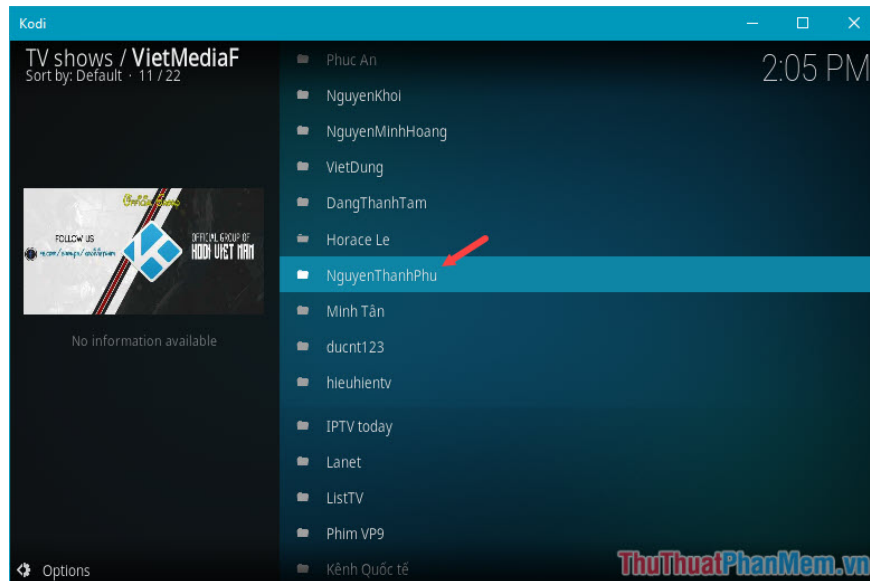 Kodi
TV shows / VietMediaF
Sort by: Default · 11 / 22
2:05 PM
FOLLOW US
OFFICIAL GROUP OF
KODI VIET NAM
No information available
Phuc An
NguyenKhoi
NguyenMinhHoang
VietDung
DangThanhTam
Horace Le
NguyenThanhPhu
Minh Tân
ducnt123
hieuhientv
IPTV today
Lanet
ListTV
Phim VP9
Kênh Quốc tế
Options
ThuThuatPhanMem.vn